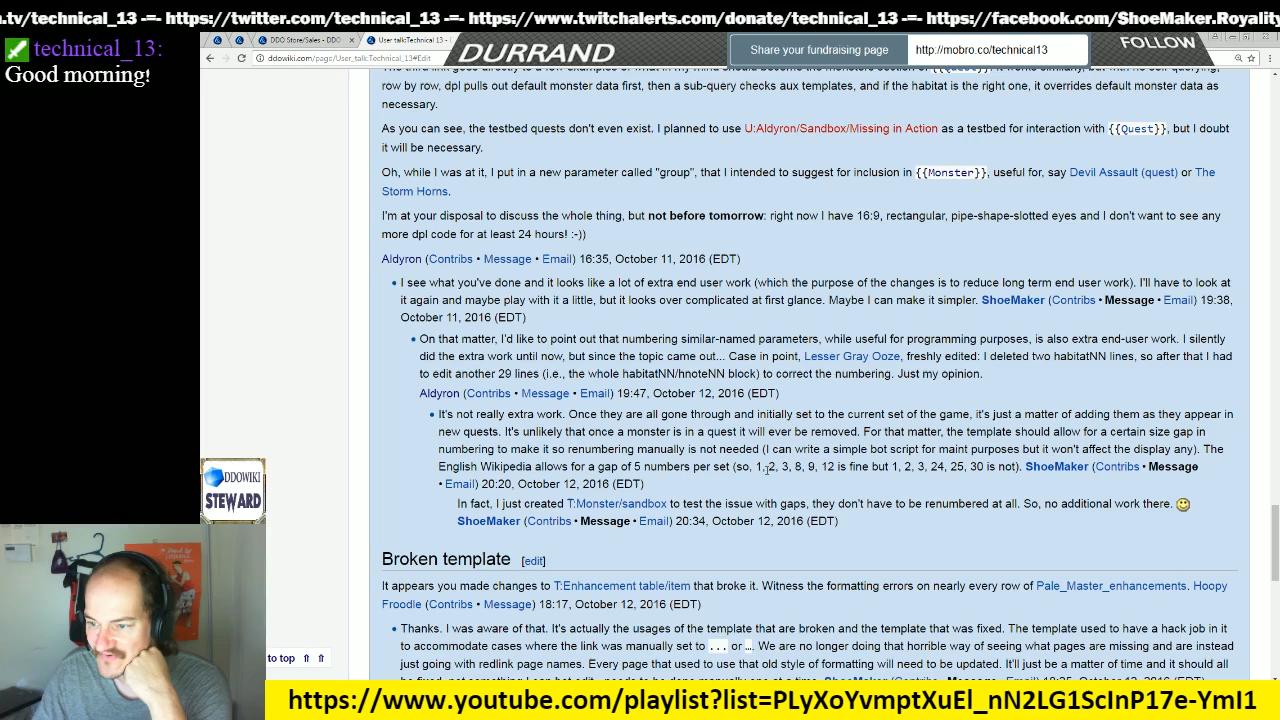 n.tv/technical_13 -=- https://twitter.com/technical_13 -=- https://www.twitchalerts.com/donate/technical_13 -=- https://facebook.com/ShoeMaker.Royality
technical_13:
Good morning!
DDO Store/Sales - DDO
User talk:Technical 13 -
ddowiki.com/page/User_talk:Technical_13#Edit
DURRAND
Share your fundraising page
http://mobro.co/technical13
FOLLOW
row by row, dpl pulls out default monster data first, then a sub-query checks aux templates, and if the habitat is the right one, it overrides default monster data as
necessary.
As you can see, the testbed quests don't even exist. I planned to use U:Aldyron/Sandbox/Missing in Action as a testbed for interaction with {{Quest}}, but I doubt
it will be necessary.
Oh, while I was at it, I put in a new parameter called "group", that I intended to suggest for inclusion in {{Monster}}, useful for, say Devil Assault (quest) or The
Storm Horns.
I'm at your disposal to discuss the whole thing, but not before tomorrow: right now I have 16:9, rectangular, pipe-shape-slotted eyes and I don't want to see any
more dpl code for at least 24 hours! :-))
Aldyron (Contribs • Message • Email) 16:35, October 11, 2016 (EDT)
• I see what you've done and it looks like a lot of extra end user work (which the purpose of the changes is to reduce long term end user work). I'll have to look at
it again and maybe play with it a little, but it looks over complicated at first glance. Maybe I can make it simpler. ShoeMaker (Contribs • Message • Email) 19:38,
October 11, 2016 (EDT)
• On that matter, I'd like to point out that numbering similar-named parameters, while useful for programming purposes, is also extra end-user work. I silently
did the extra work until now, but since the topic came out... Case in point, Lesser Gray Ooze, freshly edited: I deleted two habitatNN lines, so after that I had
to edit another 29 lines (i.e., the whole habitatNN/hnoteNN block) to correct the numbering. Just my opinion.
Aldyron (Contribs • Message • Email) 19:47, October 12, 2016 (EDT)
• It's not really extra work. Once they are all gone through and initially set to the current set of the game, it's just a matter of adding them as they appear in
new quests. It's unlikely that once a monster is in a quest it will ever be removed. For that matter, the template should allow for a certain size gap in
numbering to make it so renumbering manually is not needed (I can write a simple bot script for maint purposes but it won't affect the display any). The
English Wikipedia allows for a gap of 5 numbers per set (so, 1, 2, 3, 8, 9, 12 is fine but 1, 2, 3, 24, 25, 30 is not). ShoeMaker (Contribs • Message
• Email) 20:20, October 12, 2016 (EDT)
In fact, I just created T:Monster/sandbox to test the issue with gaps, they don't have to be renumbered at all. So, no additional work there.
ShoeMaker (Contribs • Message • Email) 20:34, October 12, 2016 (EDT)
DDOWIKI
STEWARD
Broken template [edit]
It appears you made changes to T:Enhancement table/item that broke it. Witness the formatting errors on nearly every row of Pale_Master_enhancements. Hoopy
Froodle (Contribs • Message) 18:17, October 12, 2016 (EDT)
• Thanks. I was aware of that. It's actually the usages of the template that are broken and the template that was fixed. The template used to have a hack job in it
to accommodate cases where the link was manually set to ... or …. We are no longer doing that horrible way of seeing what pages are missing and are instead
just going with redlink page names. Every page that used to use that old style of formatting will need to be updated. It'll just be a matter of time and it should all
to top ⇑ ⇑
https://www.youtube.com/playlist?list=PLyXoYvmptXuEl_nN2LG1ScInP17e-YmI1